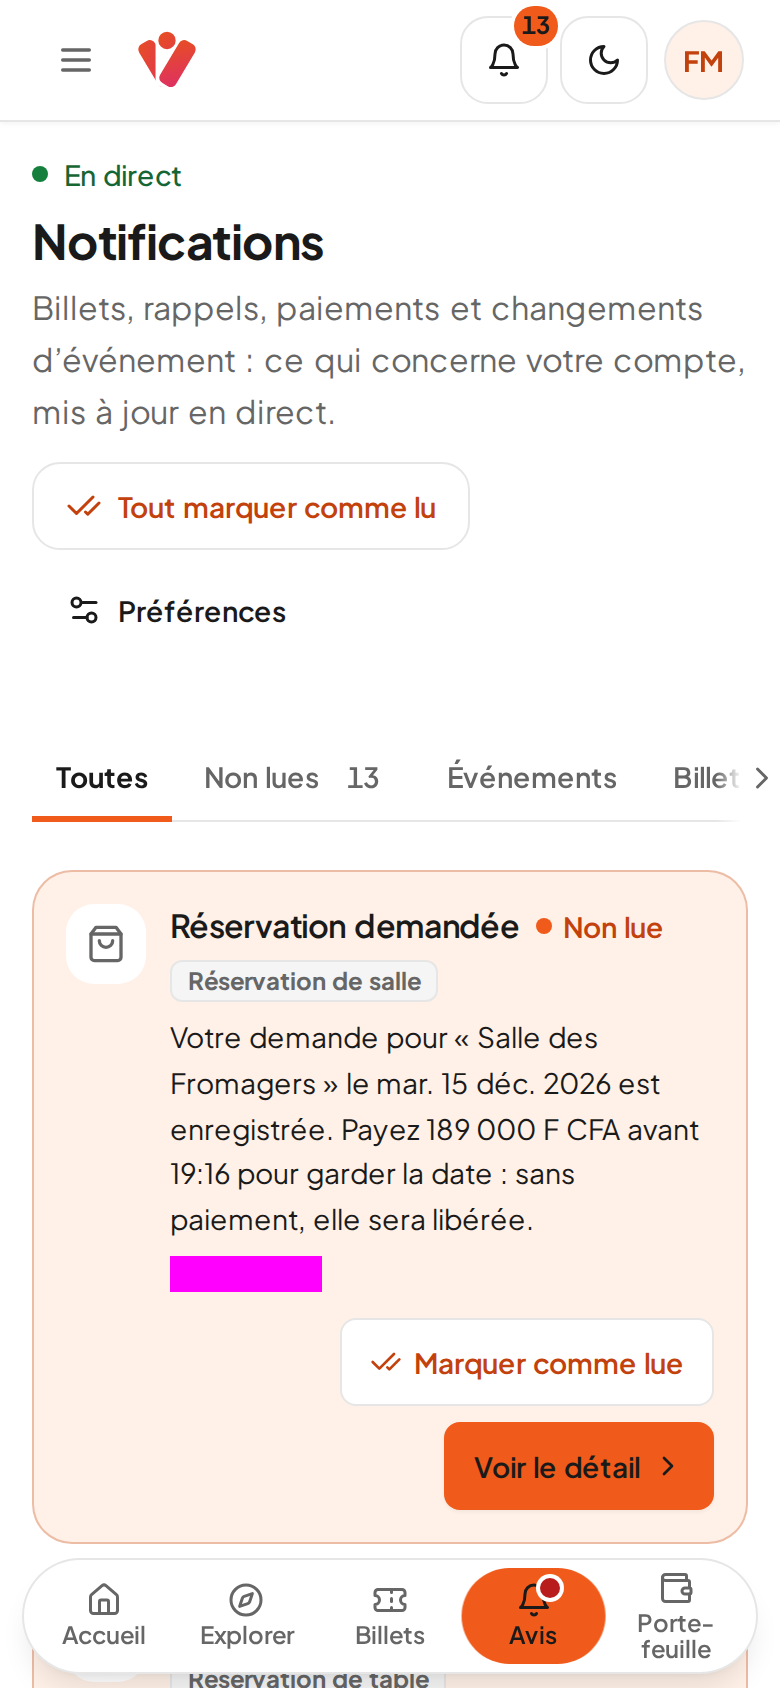 13
FM
En direct
Notifications
Billets, rappels, paiements et changements
d’événement : ce qui concerne votre compte,
mis à jour en direct.
Tout marquer comme lu
Préférences
Toutes Non lues 13 Événements Billet
Réservation demandée Non lue
Réservation de salle
Votre demande pour « Salle des
Fromagers » le mar. 15 déc. 2026 est
enregistrée. Payez 189 000 F CFA avant
19:16 pour garder la date : sans
paiement, elle sera libérée.
Marquer comme lue
Voir le détail
Accueil Explorer Billets Avis Porte-
feuille
Réservation de table